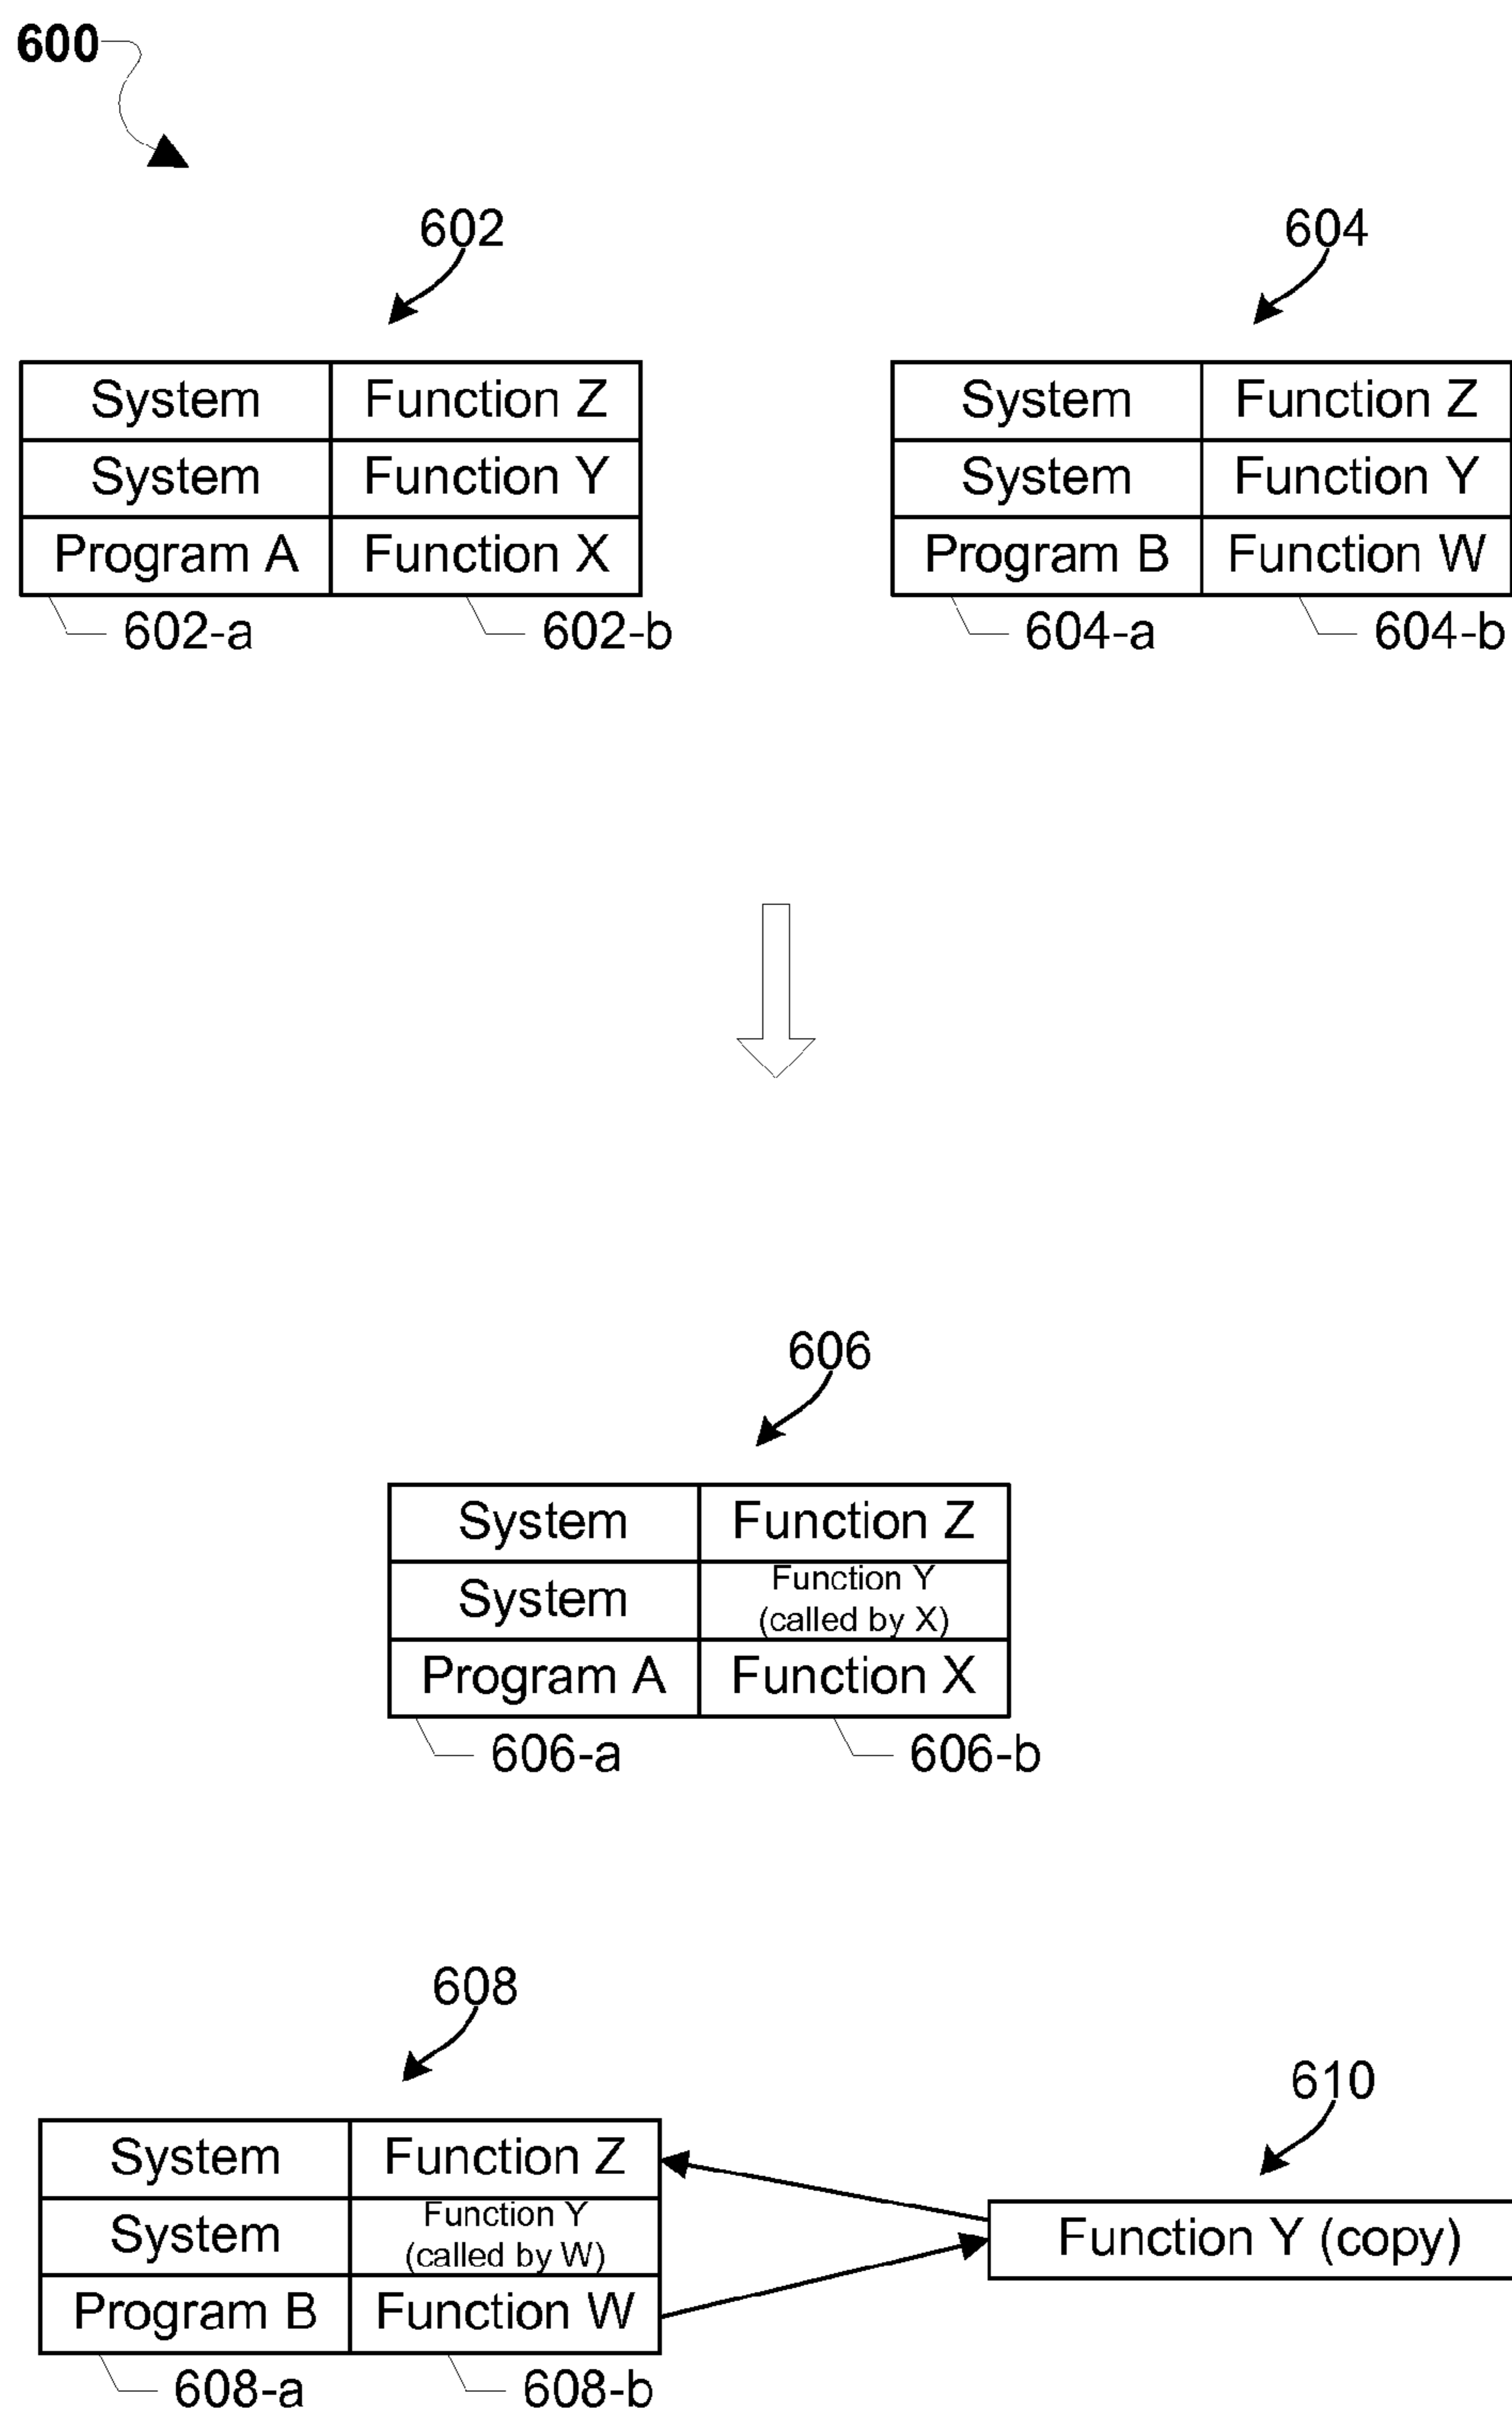 600
602
604
System Function Z
System Function Y
Program A Function X
602-a 602-b
System Function Z
System Function Y
Program B Function W
604-a 604-b
606
System Function Z
System Function Y
(called by X)
Program A Function X
606-a 606-b
608
System Function Z
System Function Y
(called by W)
Program B Function W
608-a 608-b
610
Function Y (copy)